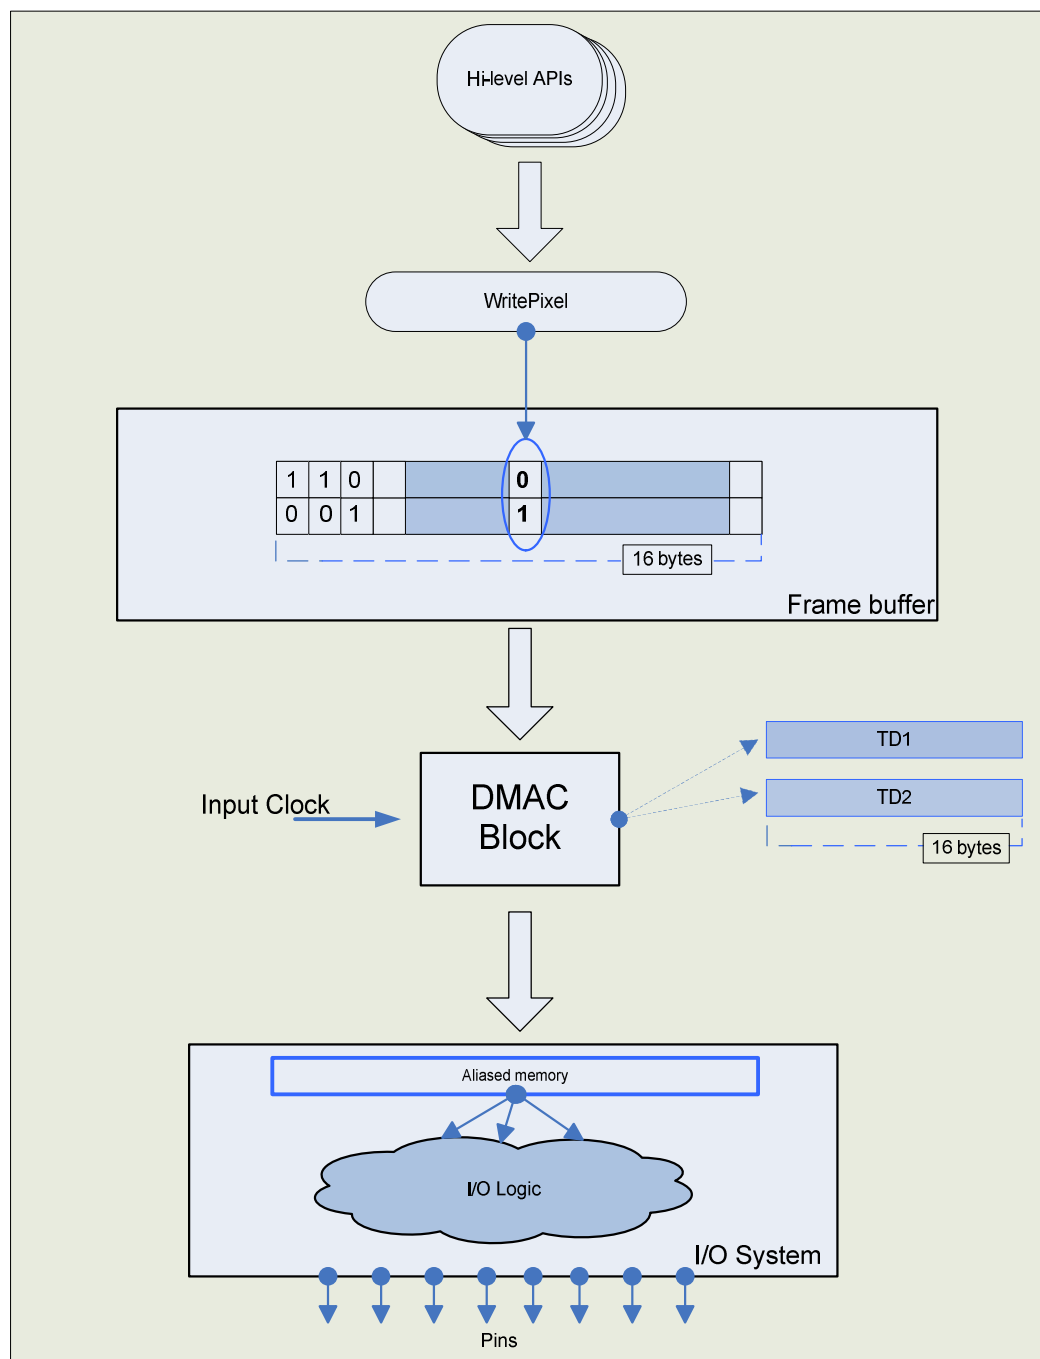 Hi-level APIs
WritePixel
1 1 0 0
0 0 1 1
16 bytes
Frame buffer
TD1
TD2
16 bytes
Input Clock
DMAC
Block
Aliased memory
I/O Logic
I/O System
Pins